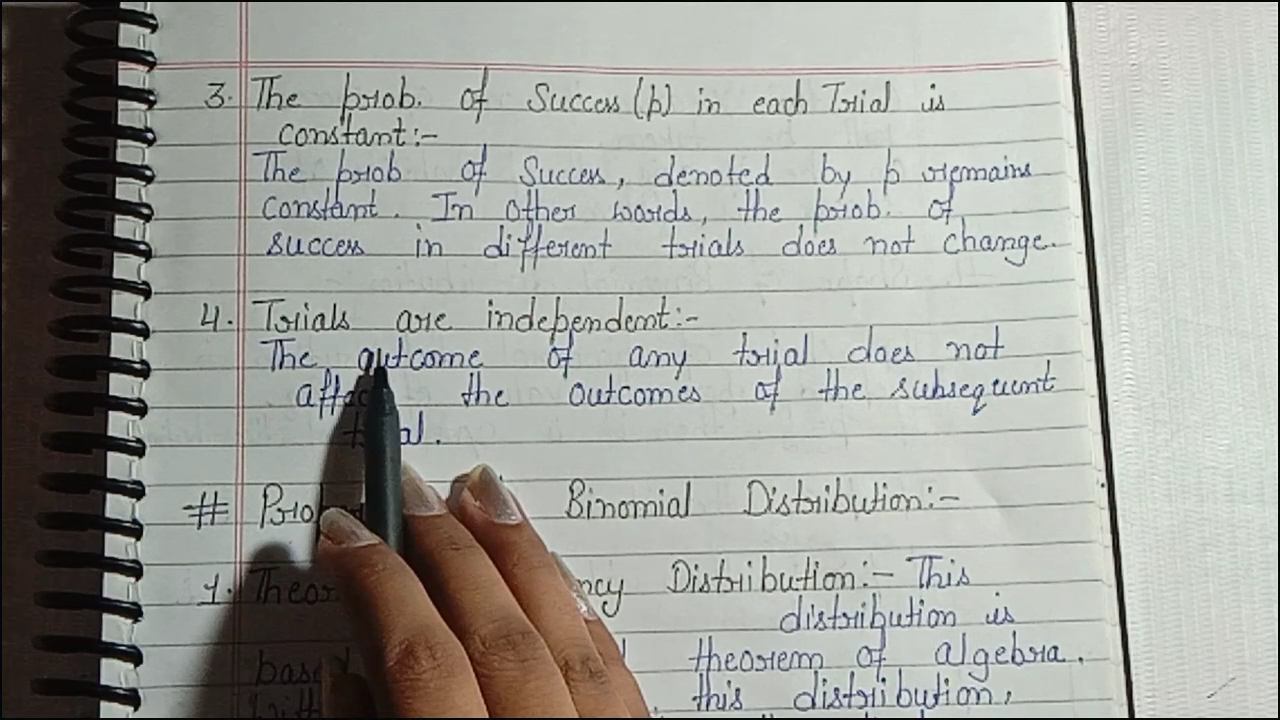 3. The prob. of Success (p) in each Trial is
constant:-
The prob of Success, denoted by p remains
constant. In other words, the prob. of
success in different trials does not change.
4. Trials are independent:-
The outcome of any trial does not
the outcomes of the subsequent
# Binomial Distribution:-
1. Distribution:- This
distribution is
theorem of algebra.
this distribution,